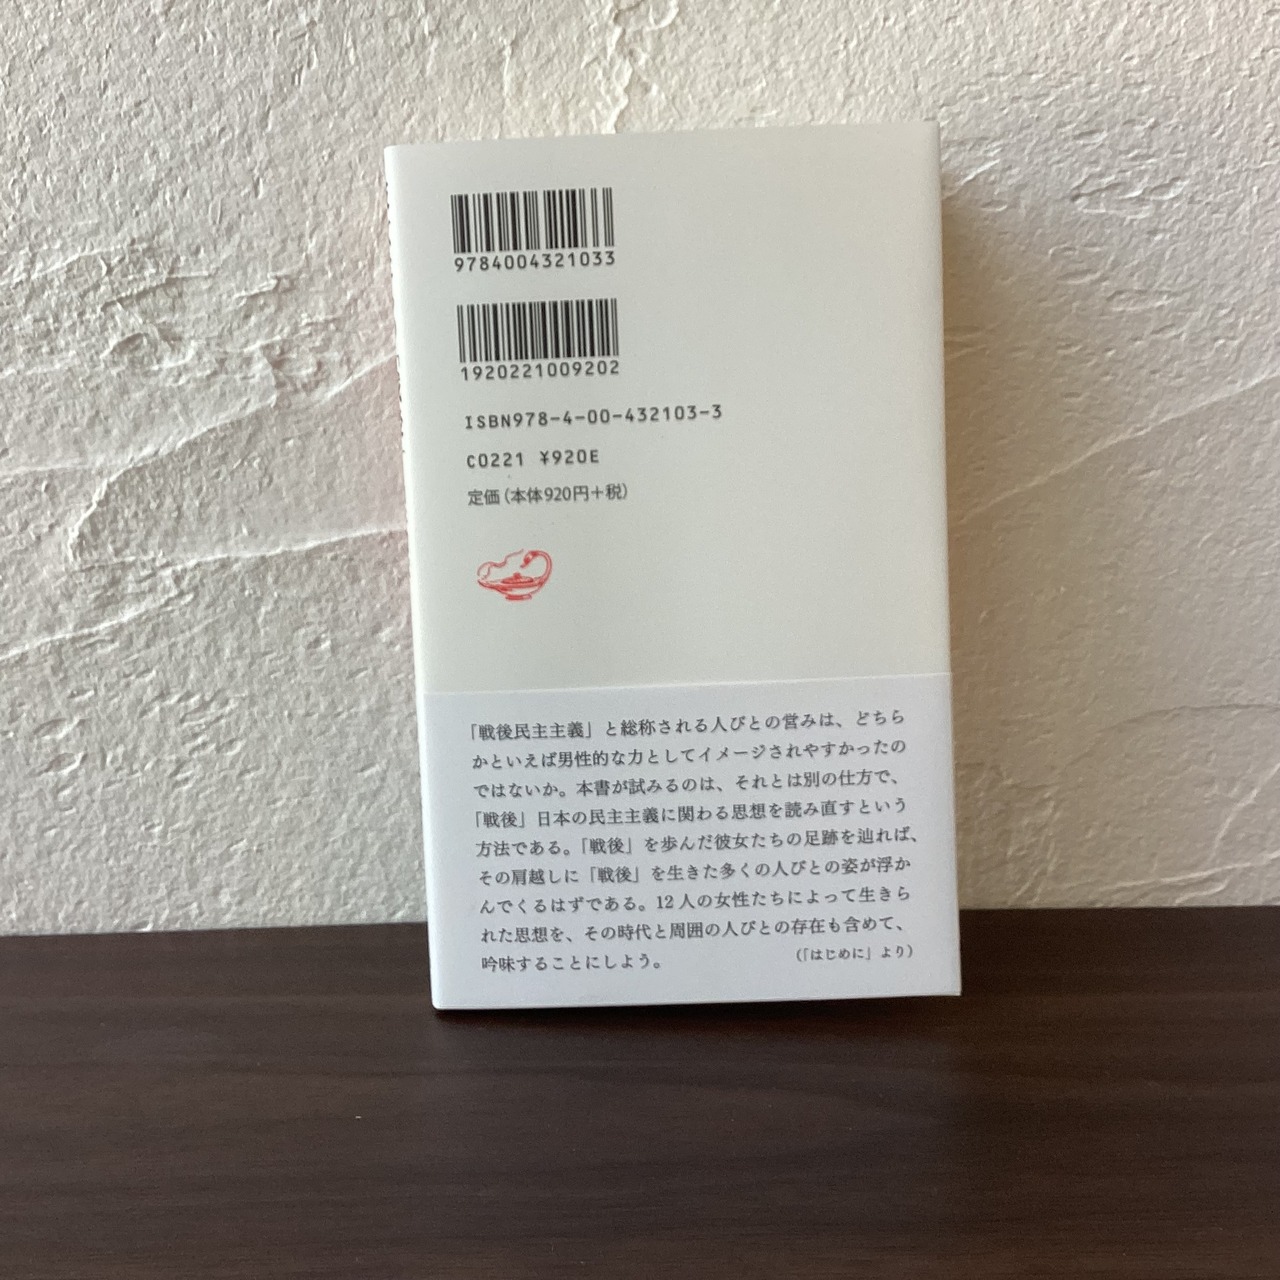 9784004321033
1920221009202
ISBN978-4-00-432103-3
C0221 ¥920E
定価(本体920円+税)
「戦後民主主義」と総称される人びとの営みは、どちら
かといえば男性的な力としてイメージされやすかったの
ではないか。本書が試みるのは、それとは別の仕方で、
「戦後」日本の民主主義に関わる思想を読み直すという
方法である。「戦後」を歩んだ彼女たちの足跡を辿れば、
その肩越しに「戦後」を生きた多くの人びとの姿が浮か
んでくるはずである。12人の女性たちによって生きら
れた思想を、その時代と周囲の人びとの存在も含めて、
吟味することにしよう。
(「はじめに」より)